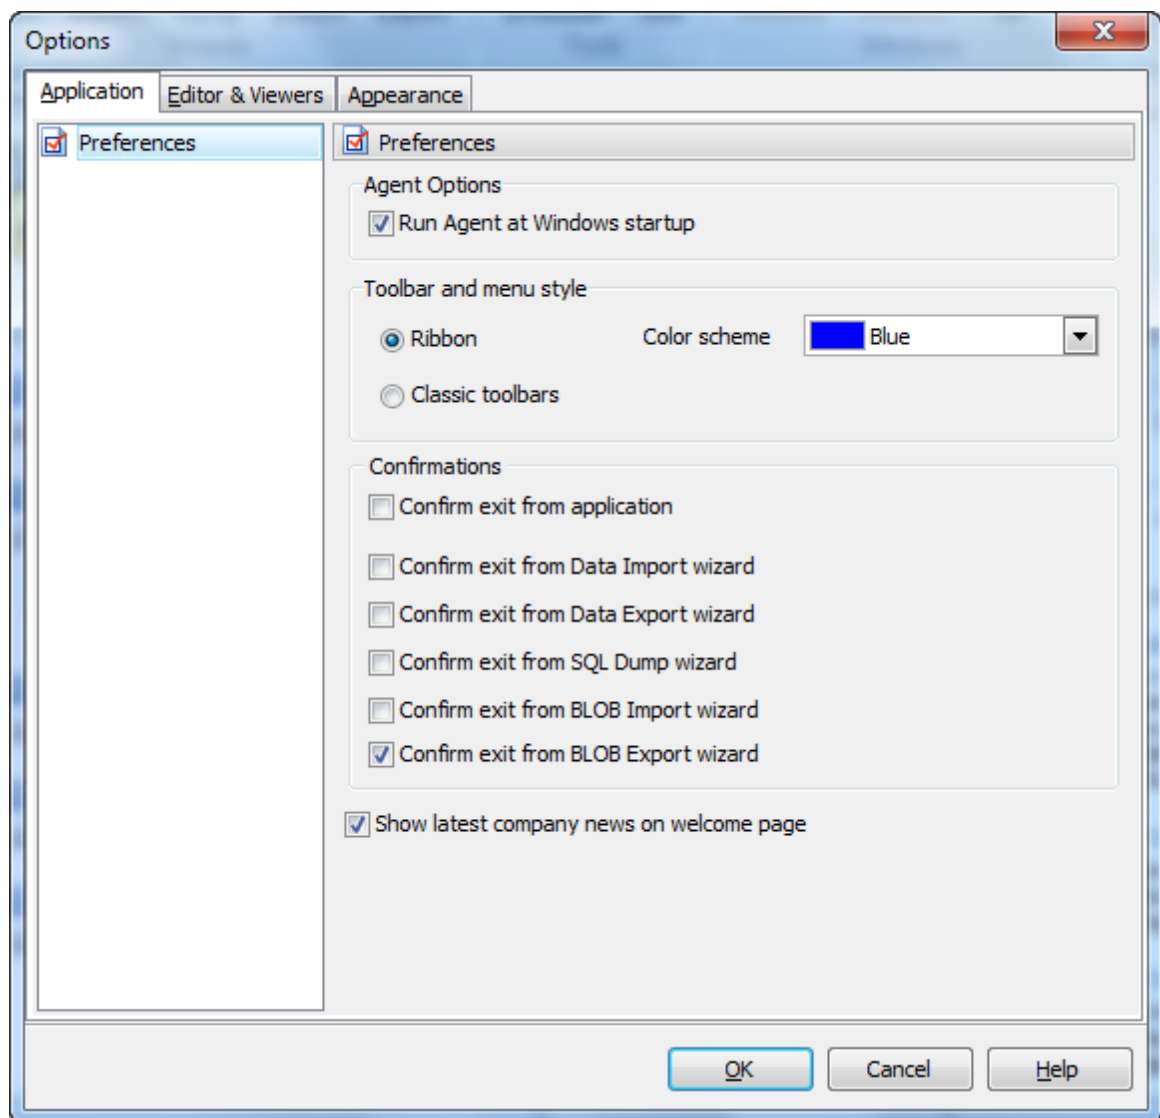 Options
Application
Editor & Viewers
Appearance
Preferences
Preferences
Agent Options
Run Agent at Windows startup
Toolbar and menu style
Ribbon
Color scheme
Blue
Classic toolbars
Confirmations
Confirm exit from application
Confirm exit from Data Import wizard
Confirm exit from Data Export wizard
Confirm exit from SQL Dump wizard
Confirm exit from BLOB Import wizard
Confirm exit from BLOB Export wizard
Show latest company news on welcome page
OK
Cancel
Help